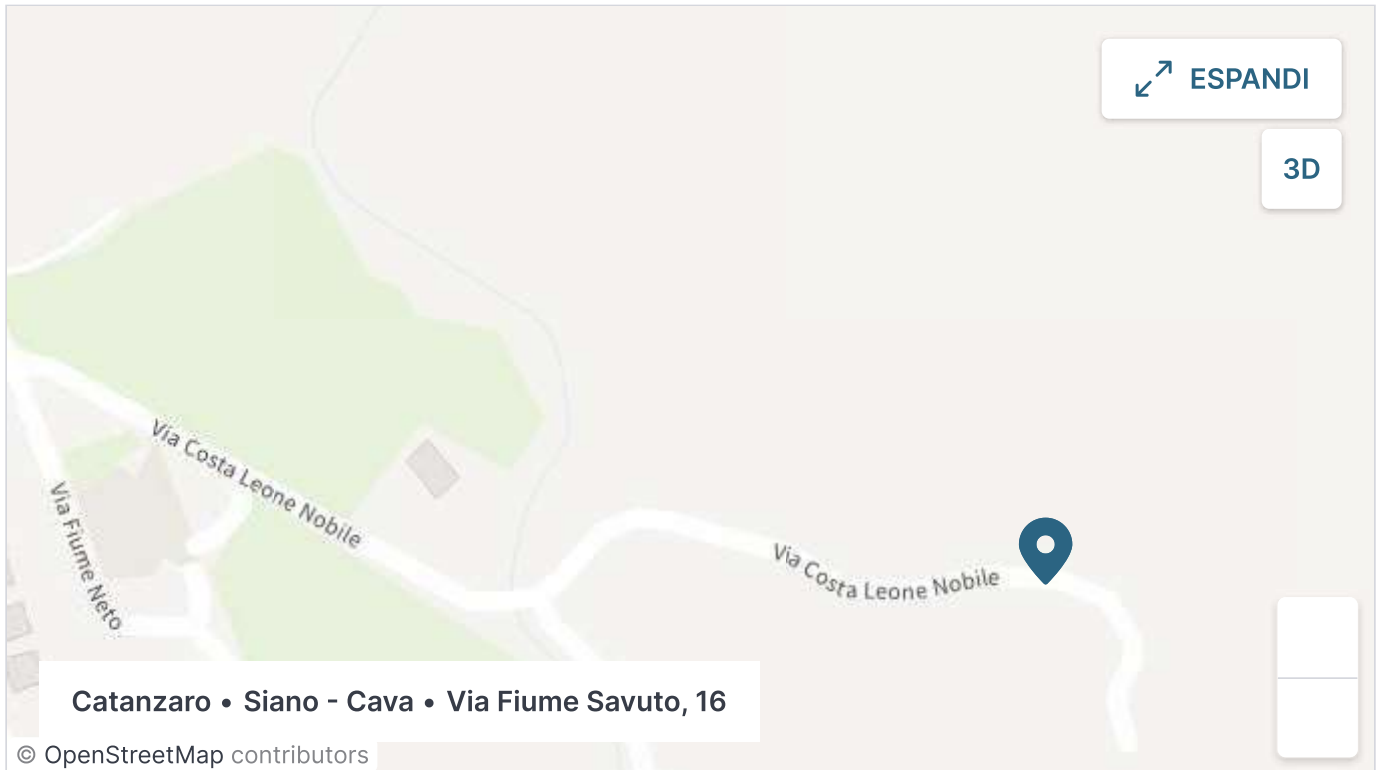 ESPANDI
3D
Via Costa Leone Nobile
Via Fiume Neto
Via Costa Leone Nobile
Catanzaro • Siano - Cava • Via Fiume Savuto, 16
© OpenStreetMap contributors